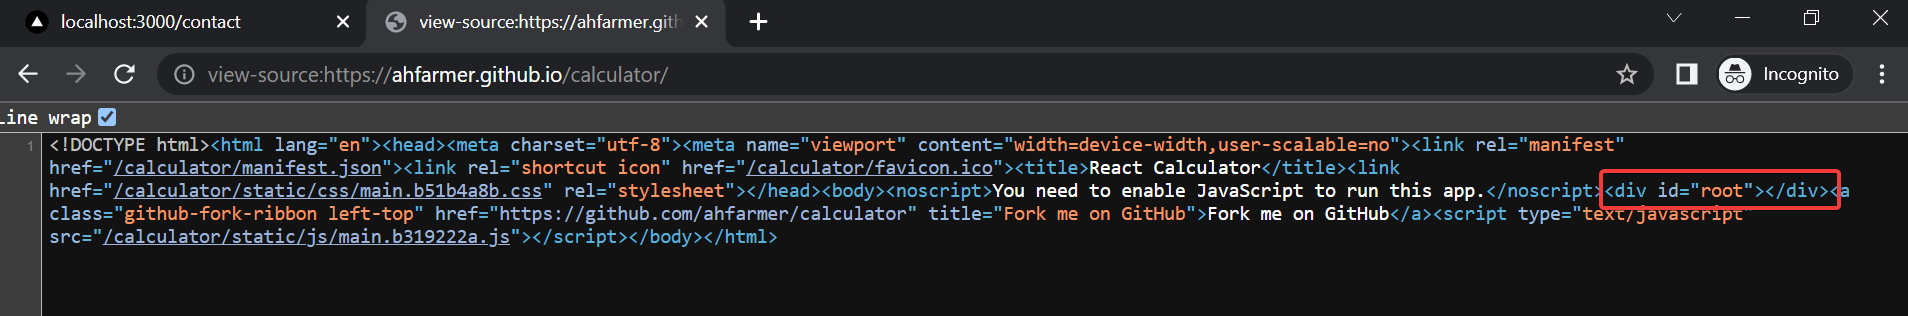 localhost:3000/contact
view-source:https://ahfarmer.gith
view-source:https://ahfarmer.github.io/calculator/
Incognito
Line wrap
1
<!DOCTYPE html><html lang="en"><head><meta charset="utf-8"><meta name="viewport" content="width=device-width,user-scalable=no"><link rel="manifest"
href="/calculator/manifest.json"><link rel="shortcut icon" href="/calculator/favicon.ico"><title>React Calculator</title><link
href="/calculator/static/css/main.b51b4a8b.css" rel="stylesheet"></head><body><noscript>You need to enable JavaScript to run this app.</noscript><div id="root"></div><a
class="github-fork-ribbon left-top" href="https://github.com/ahfarmer/calculator" title="Fork me on GitHub">Fork me on GitHub</a><script type="text/javascript"
src="/calculator/static/js/main.b319222a.js"></script></body></html>